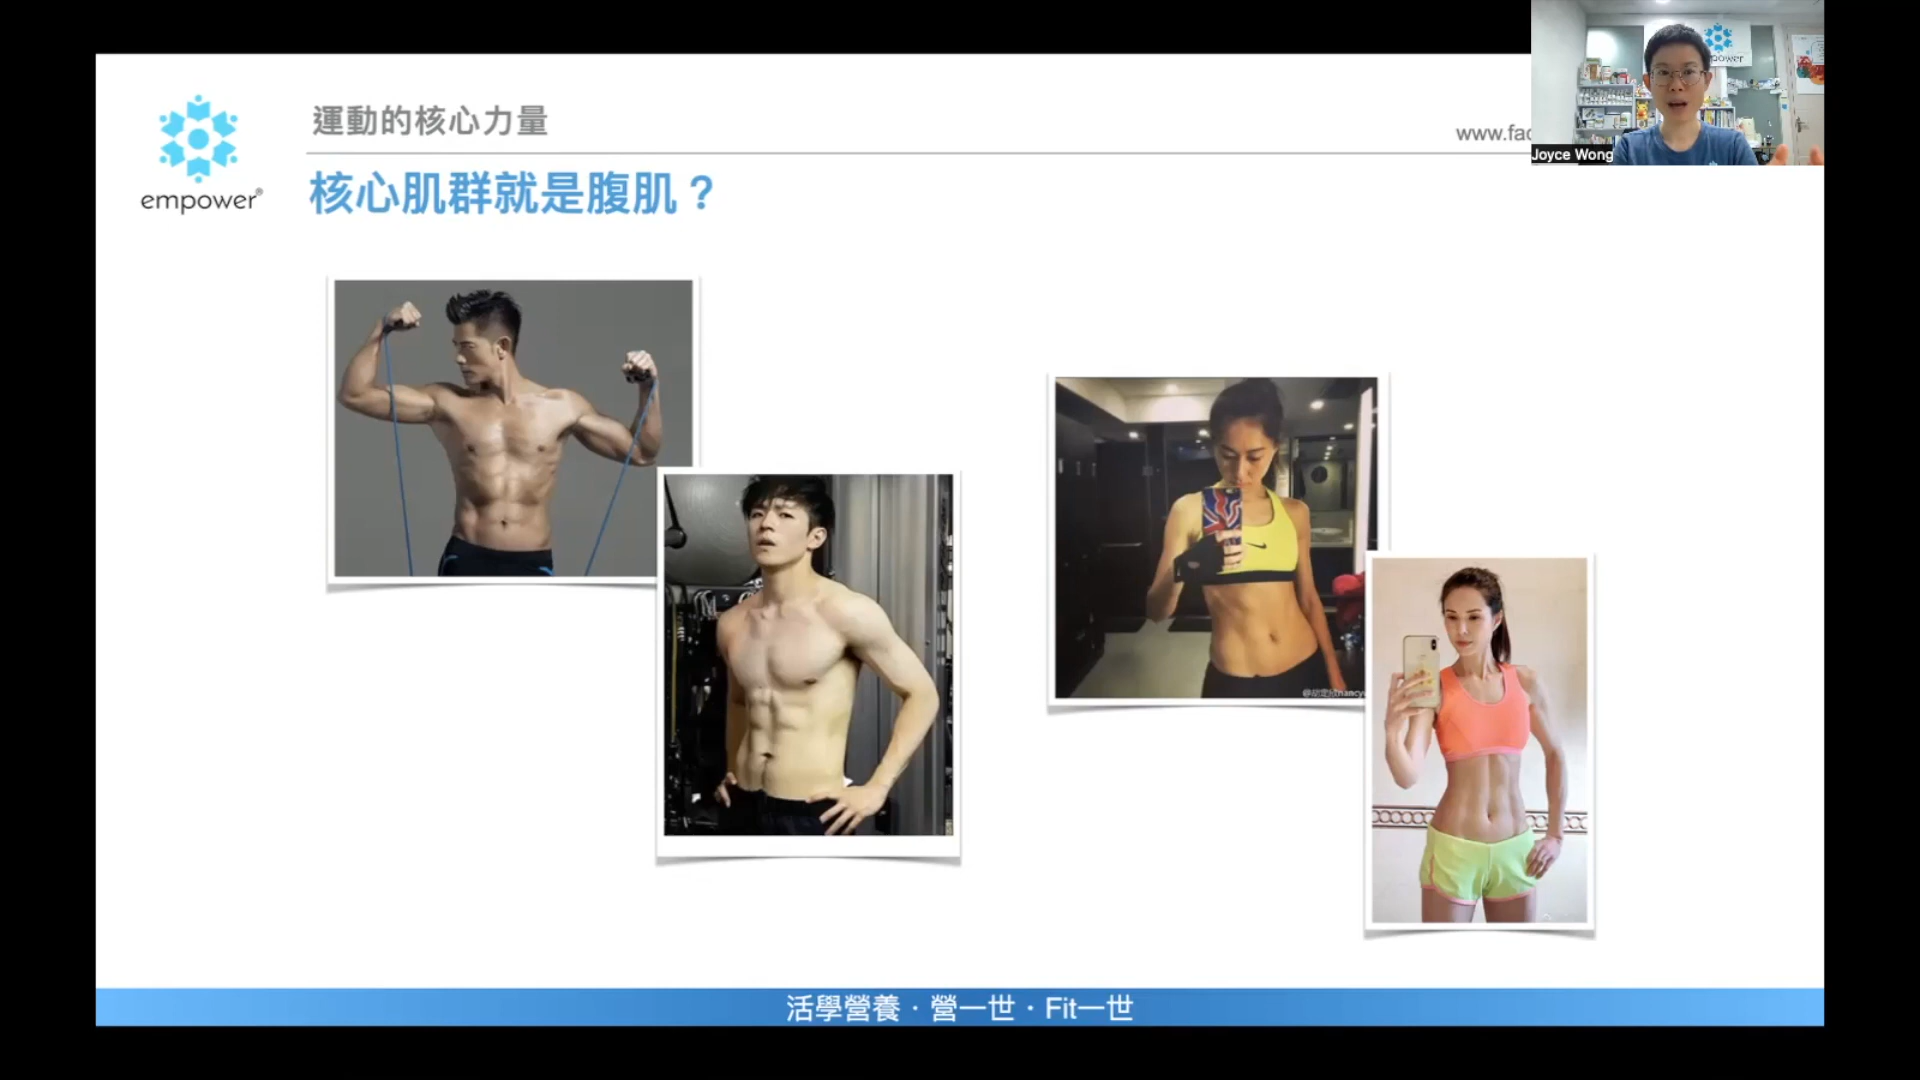 運動的核心力量
www.fac
Joyce Wong
empower®
核心肌群就是腹肌？
活學營養 · 營一世 · Fit一世